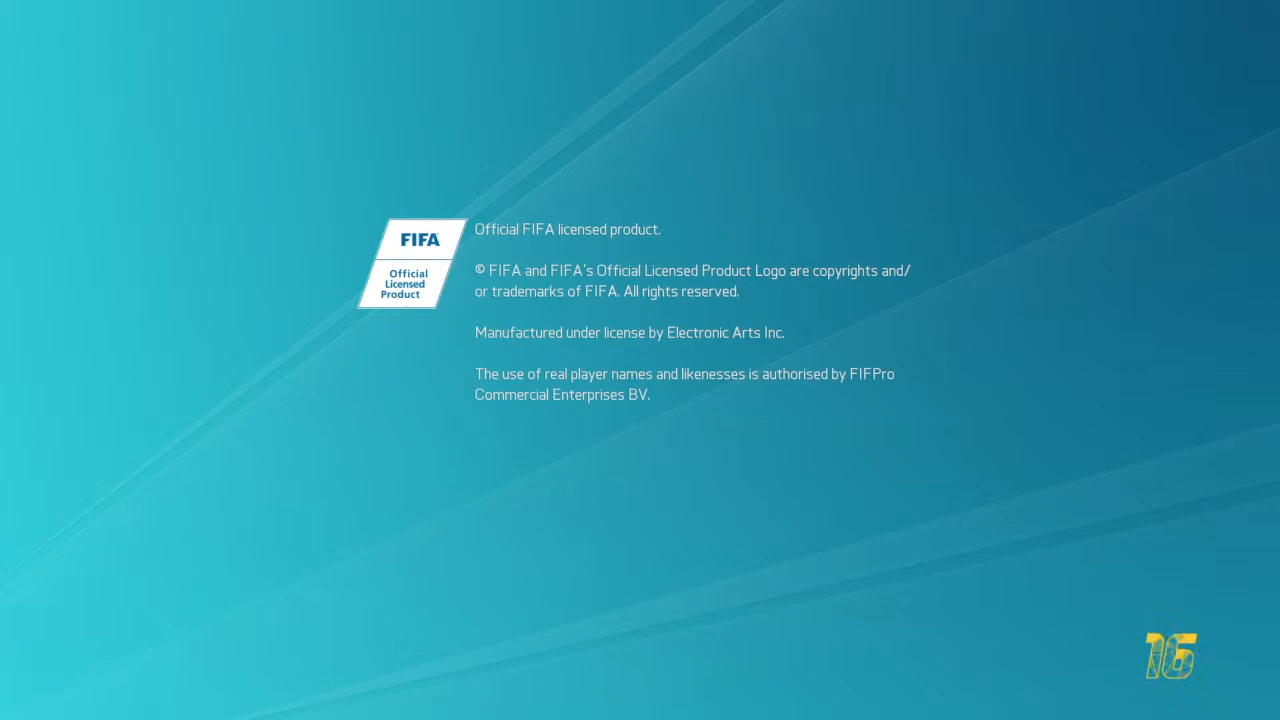 FIFA
Official
Licensed
Product
Official FIFA licensed product.
© FIFA and FIFA's Official Licensed Product Logo are copyrights and/
or trademarks of FIFA. All rights reserved.
Manufactured under license by Electronic Arts Inc.
The use of real player names and likenesses is authorised by FIFPro
Commercial Enterprises BV.
16